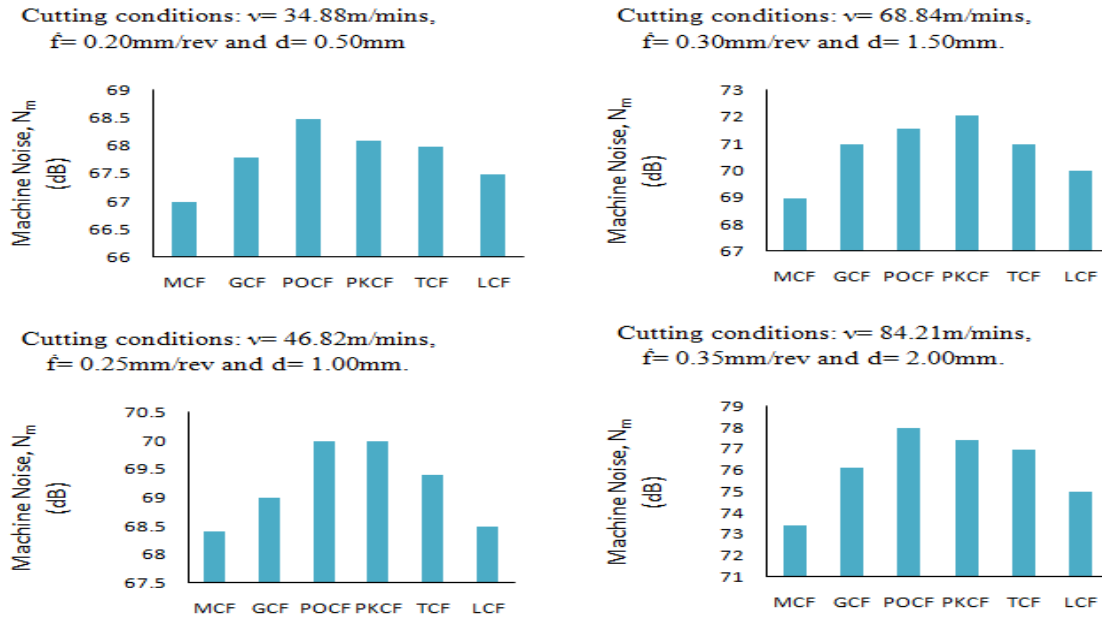 Cutting conditions: v= 34.88m/mins,
f= 0.20mm/rev and d= 0.50mm
Machine Noise, Nm
(dB)
69
68.5
68
67.5
67
66.5
66
MCF GCF POCF PKCF TCF LCF
Cutting conditions: v= 68.84m/mins,
f= 0.30mm/rev and d= 1.50mm.
Machine Noise, Nm
(dB)
73
72
71
70
69
68
67
MCF GCF POCF PKCF TCF LCF
Cutting conditions: v= 46.82m/mins,
f= 0.25mm/rev and d= 1.00mm.
Machine Noise, Nm
(dB)
70.5
70
69.5
69
68.5
68
67.5
MCF GCF POCF PKCF TCF LCF
Cutting conditions: v= 84.21m/mins,
f= 0.35mm/rev and d= 2.00mm.
Machine Noise, Nm
(dB)
79
78
77
76
75
74
73
72
71
MCF GCF POCF PKCF TCF LCF